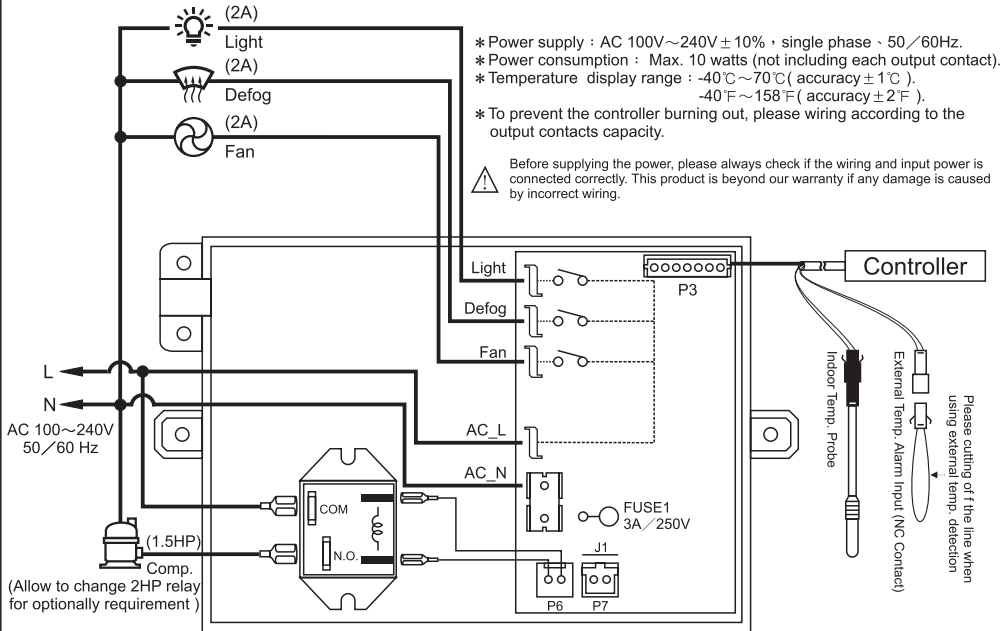 (2A)
Light
(2A)
Defog
(2A)
Fan
*Power supply：AC 100V～240V±10%，single phase、50／60Hz.
*Power consumption： Max. 10 watts (not including each output contact).
*Temperature display range：-40℃～70℃( accuracy±1℃ ).
-40℉～158℉( accuracy±2℉ ).
*To prevent the controller burning out, please wiring according to the
output contacts capacity.
Before supplying the power, please always check if the wiring and input power is
connected correctly. This product is beyond our warranty if any damage is caused
by incorrect wiring.
Light
Defog
Fan
AC_L
AC_N
P3
Controller
L
N
AC 100～240V
50／60 Hz
COM
N.O.
FUSE1
3A／250V
J1
P6
P7
(1.5HP)
Comp.
(Allow to change 2HP relay
for optionally requirement )
Indoor Temp. Probe
External Temp. Alarm Input (NC Contact)
Please cutting of f the line when
using external temp. detection